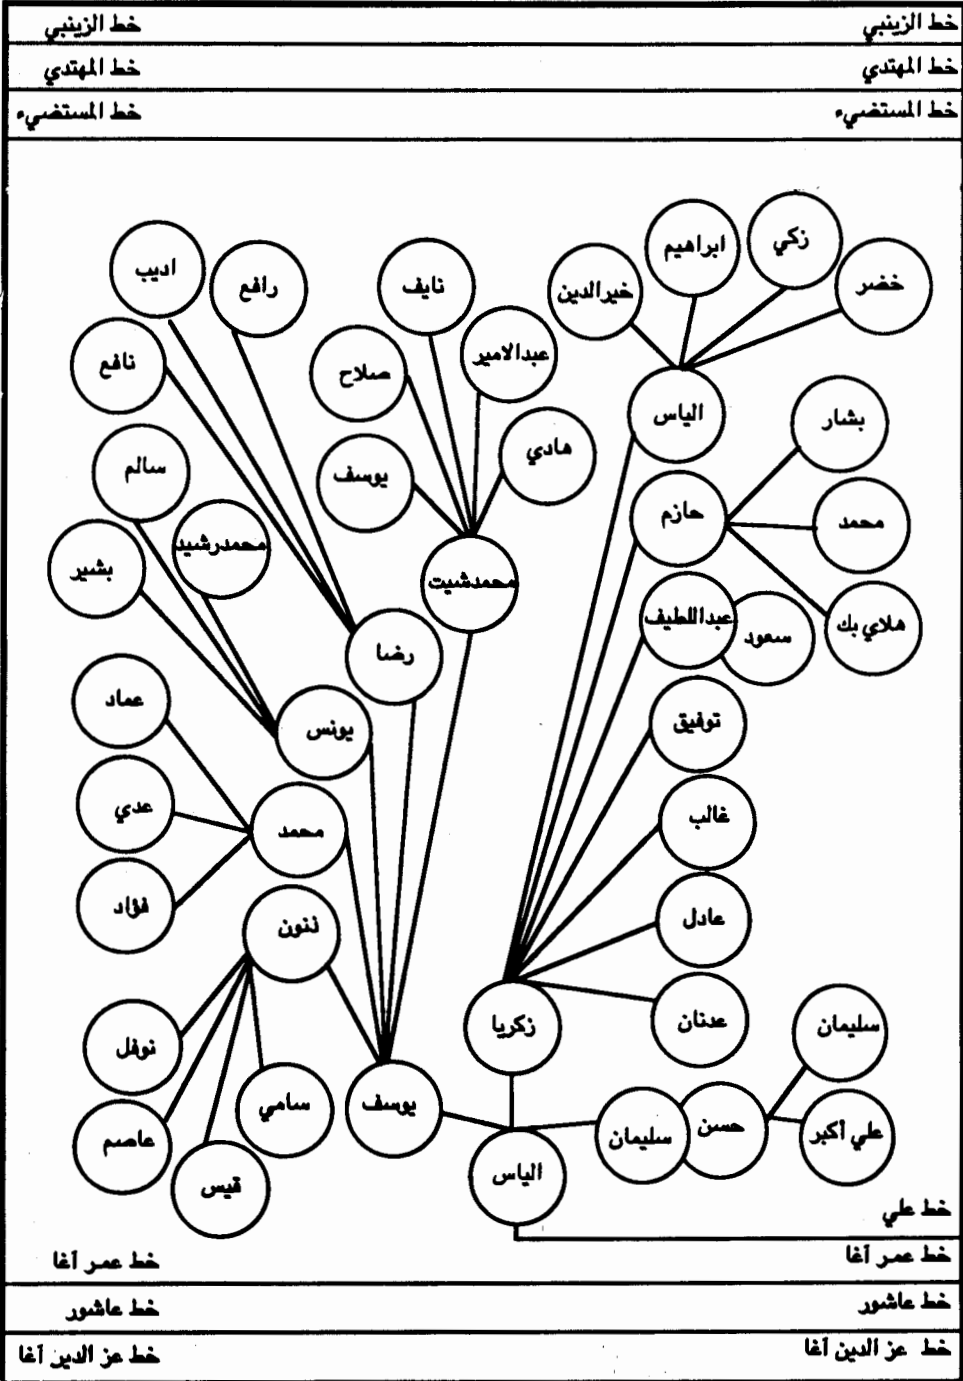 خط الزينبي
خط الزينبي
خط المهتدي
خط المهتدي
خط المستضيء
خط المستضيء
زكي
ابراهيم
خضر
خيرالدين
الياس
بشار
حازم
محمد
هلاي بك
عبداللطيف
سعود
توفيق
غالب
عادل
عدنان
زكريا
نايف
عبدالامير
صلاح
هادي
يوسف
محمدشيت
رافع
اديب
نافع
رضا
سالم
محمدرشيد
بشير
يونس
عماد
عدي
محمد
فؤاد
ذنون
نوفل
عاصم
قيس
سامي
يوسف
الياس
سليمان
حسن
سليمان
علي أكبر
خط علي
خط عمر آغا
خط عمر آغا
خط عاشور
خط عاشور
خط عز الدين آغا
خط عز الدين آغا